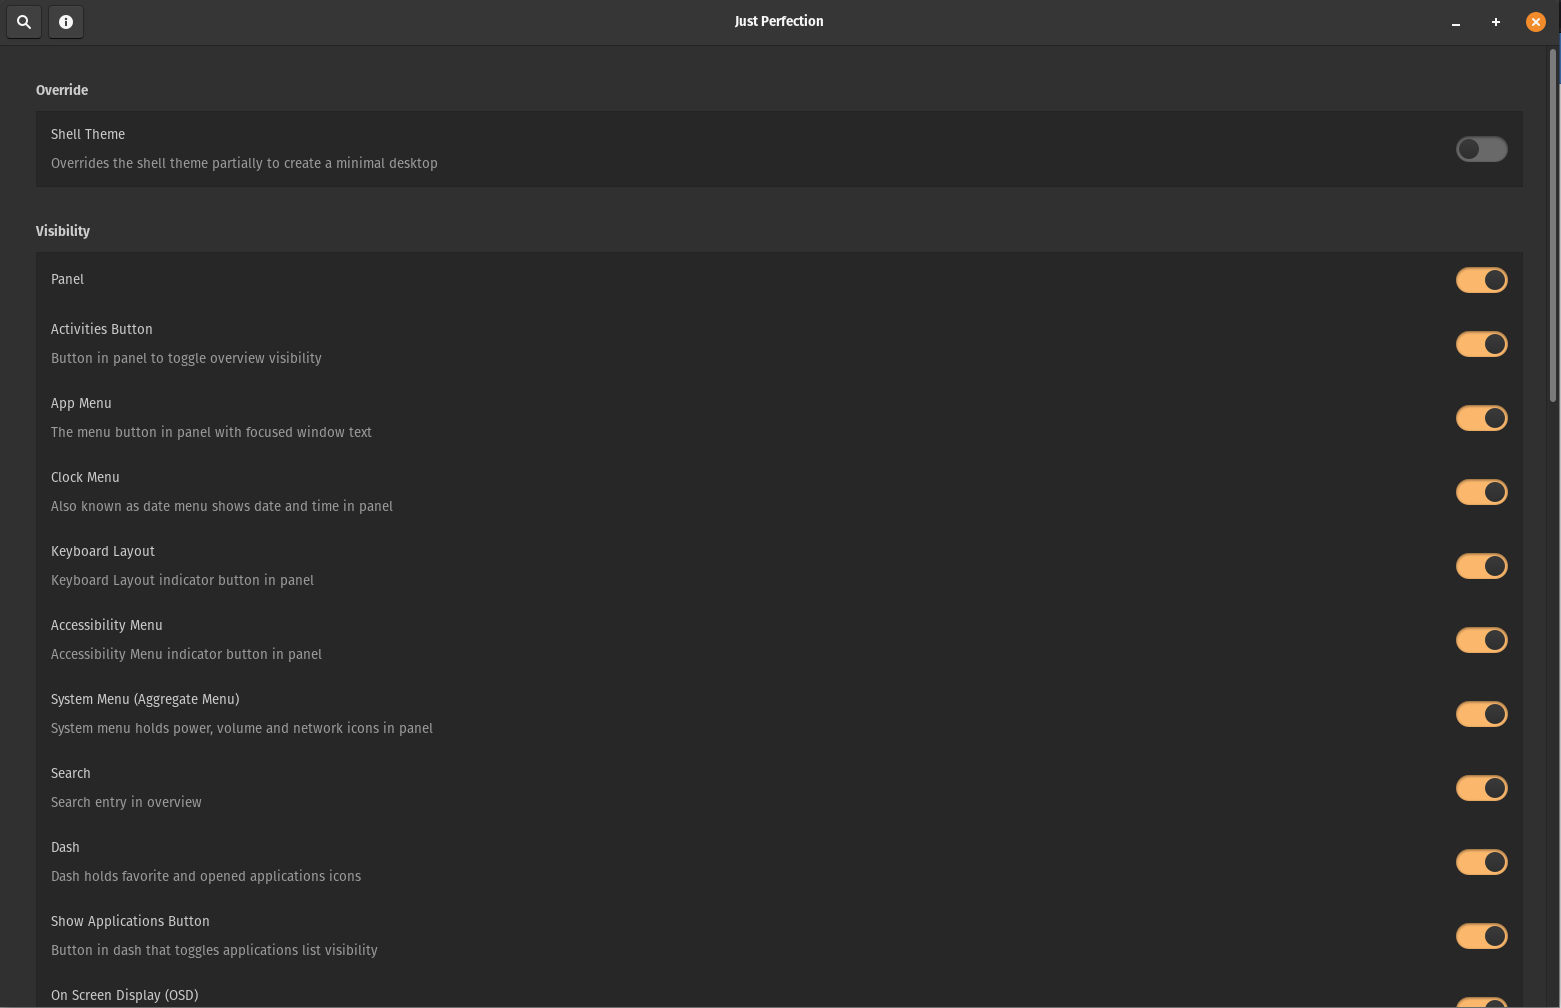 Just Perfection
Override
Shell Theme
Overrides the shell theme partially to create a minimal desktop
Visibility
Panel
Activities Button
Button in panel to toggle overview visibility
App Menu
The menu button in panel with focused window text
Clock Menu
Also known as date menu shows date and time in panel
Keyboard Layout
Keyboard Layout indicator button in panel
Accessibility Menu
Accessibility Menu indicator button in panel
System Menu (Aggregate Menu)
System menu holds power, volume and network icons in panel
Search
Search entry in overview
Dash
Dash holds favorite and opened applications icons
Show Applications Button
Button in dash that toggles applications list visibility
On Screen Display (OSD)